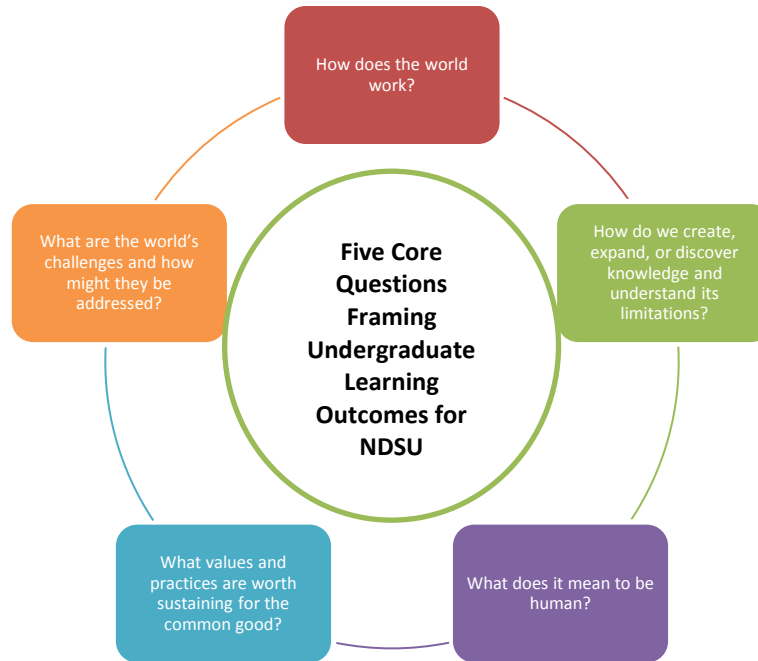 How does the world
work?
How do we create,
expand, or discover
knowledge and
understand its
limitations?
What does it mean to be
human?
What values and
practices are worth
sustaining for the
common good?
What are the world’s
challenges and how
might they be
addressed?
Five Core
Questions
Framing
Undergraduate
Learning
Outcomes for
NDSU